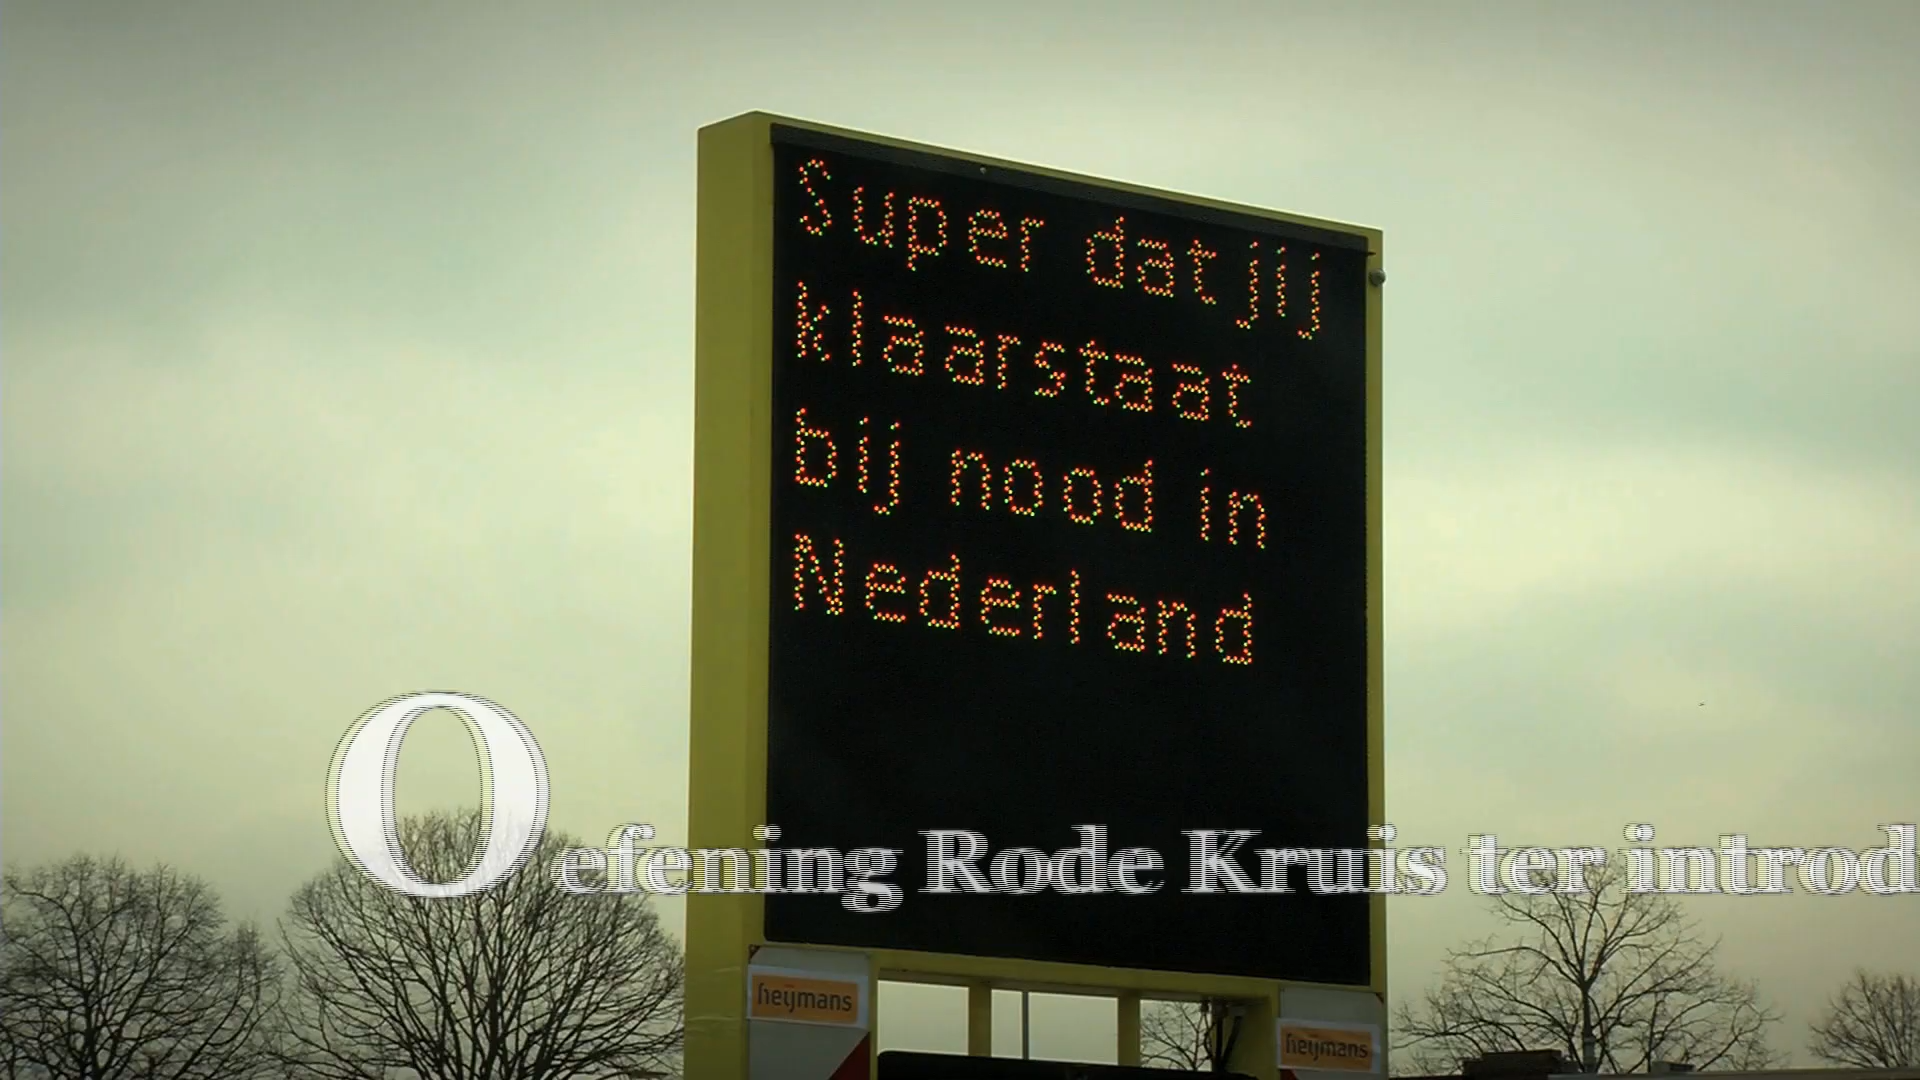 Super dat jij
klaarstaat
bij nood in
Nederland
Oefening Rode Kruis ter introd
heijmans
heijmans